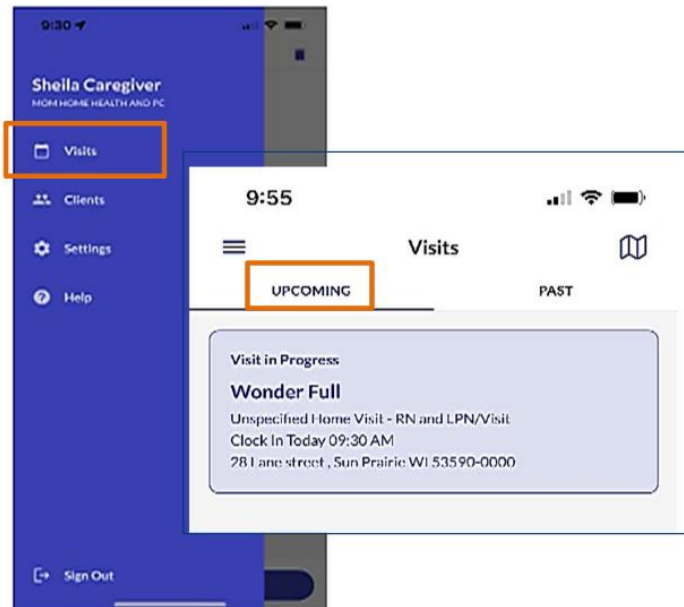 9:30
Sheila Caregiver
MOM HOME HEALTH AND PC
Visits
Clients
Settings
Help
Sign Out
9:55
Visits
UPCOMING
PAST
Visit in Progress
Wonder Full
Unspecified Home Visit - RN and LPN/Visit
Clock In Today 09:30 AM
28 Lane street , Sun Prairie WI 53590-0000